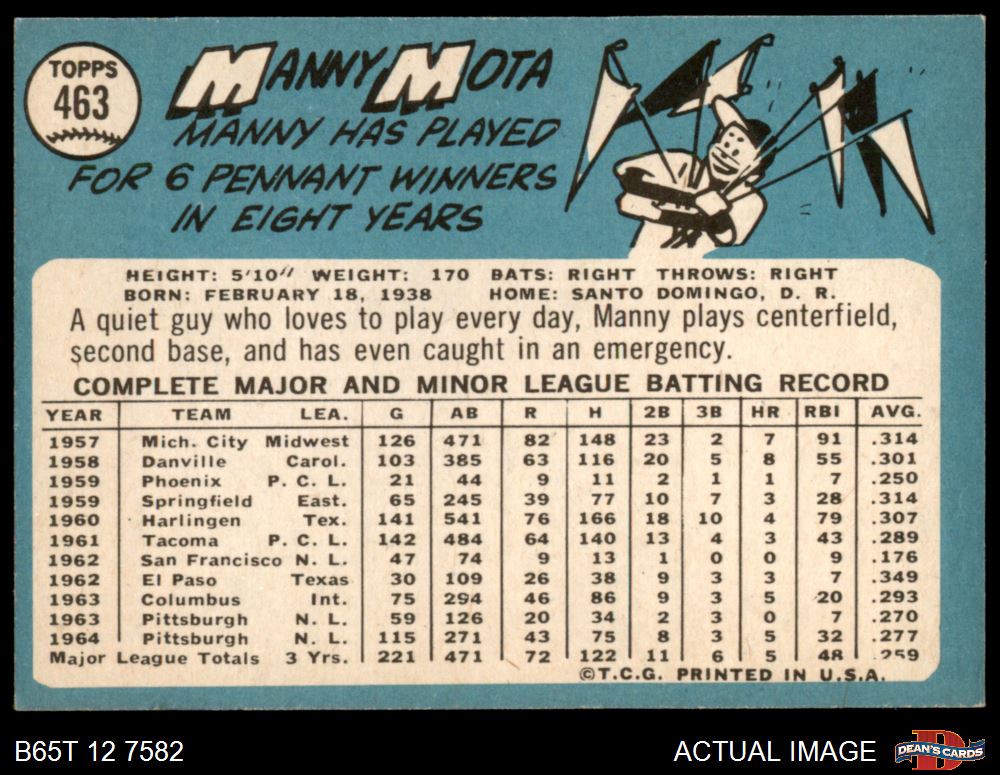 TOPPS
463
MANNY MOTA
MANNY HAS PLAYED
FOR 6 PENNANT WINNERS
IN EIGHT YEARS
HEIGHT: 5'10" WEIGHT: 170 BATS: RIGHT THROWS: RIGHT
BORN: FEBRUARY 18, 1938 HOME: SANTO DOMINGO, D. R.
A quiet guy who loves to play every day, Manny plays centerfield,
second base, and has even caught in an emergency.
COMPLETE MAJOR AND MINOR LEAGUE BATTING RECORD
YEAR TEAM LEA. G AB R H 2B 3B HR RBI AVG.
1957 Mich. City Midwest 126 471 82 148 23 2 7 91 .314
1958 Danville Carol. 103 385 63 116 20 5 8 55 .301
1959 Phoenix P. C. L. 21 44 9 11 2 1 1 7 .250
1959 Springfield East. 65 245 39 77 10 7 3 28 .314
1960 Harlingen Tex. 141 541 76 166 18 10 4 79 .307
1961 Tacoma P. C. L. 142 484 64 140 13 4 3 43 .289
1962 San Francisco N. L. 47 74 9 13 1 0 0 9 .176
1962 El Paso Texas 30 109 26 38 9 3 3 7 .349
1963 Columbus Int. 75 294 46 86 9 3 5 20 .293
1963 Pittsburgh N. L. 59 126 20 34 2 3 0 7 .270
1964 Pittsburgh N. L. 115 271 43 75 8 3 5 32 .277
Major League Totals 3 Yrs. 221 471 72 122 11 6 5 48 .259
©T.C.G. PRINTED IN U.S.A.
B65T 12 7582
ACTUAL IMAGE
DEAN'S CARDS